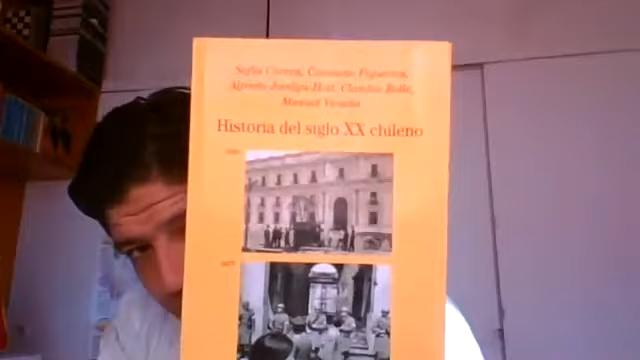 Sofía Correa, Consuelo Figueroa,
Alfredo Jocelyn-Holt, Claudio Rolle,
Manuel Vicuña
Historia del siglo XX chileno